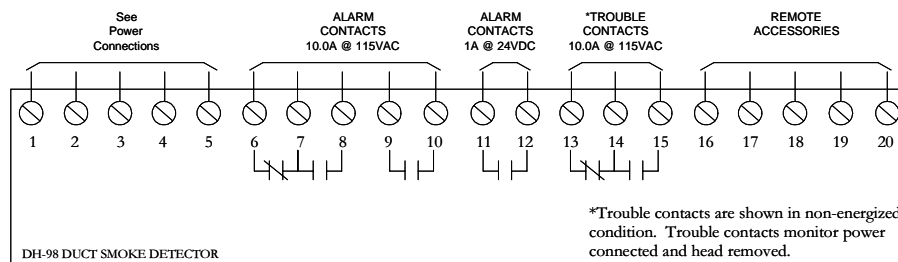 See
Power
Connections
ALARM
CONTACTS
10.0A @ 115VAC
ALARM
CONTACTS
1A @ 24VDC
*TROUBLE
CONTACTS
10.0A @ 115VAC
REMOTE
ACCESSORIES
1 2 3 4 5 6 7 8 9 10 11 12 13 14 15 16 17 18 19 20
*Trouble contacts are shown in non-energized
condition. Trouble contacts monitor power
connected and head removed.
DH-98 DUCT SMOKE DETECTOR